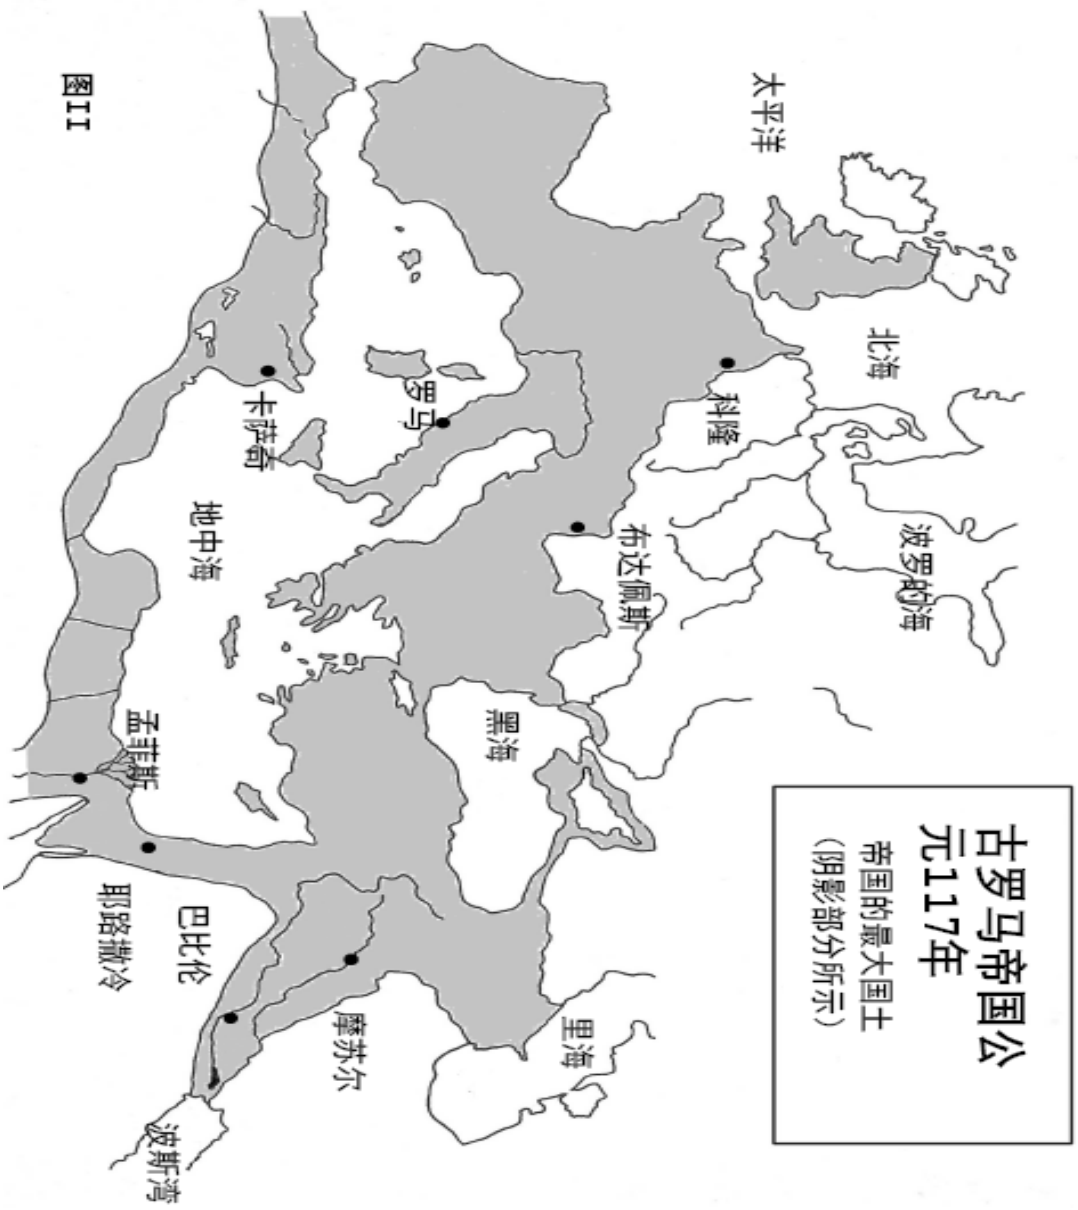 古罗马帝国公
元117年
帝国的最大国土
(阴影部分所示)
太平洋
北海
波罗的海
科隆
布达佩斯
黑海
里海
罗马
卡萨奇
地中海
孟菲斯
耶路撒冷
巴比伦
摩苏尔
波斯湾
图II